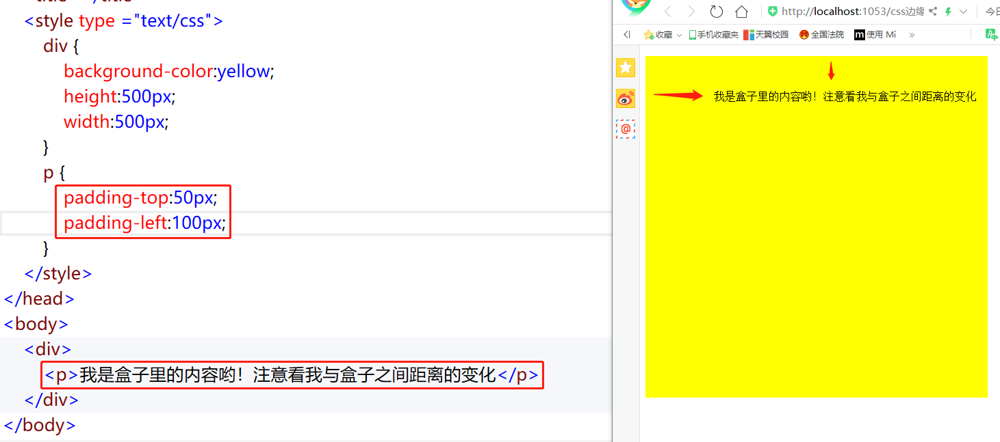 <style type ="text/css">
div {
background-color:yellow;
height:500px;
width:500px;
}
p {
padding-top:50px;
padding-left:100px;
}
</style>
</head>
<body>
<div>
<p>我是盒子里的内容哟！注意看我与盒子之间距离的变化</p>
</div>
</body>
http://localhost:1053/css边缘
今日
收藏 手机收藏夹 天翼校园 全国法院 m 使用 Mi »
我是盒子里的内容哟！注意看我与盒子之间距离的变化
@